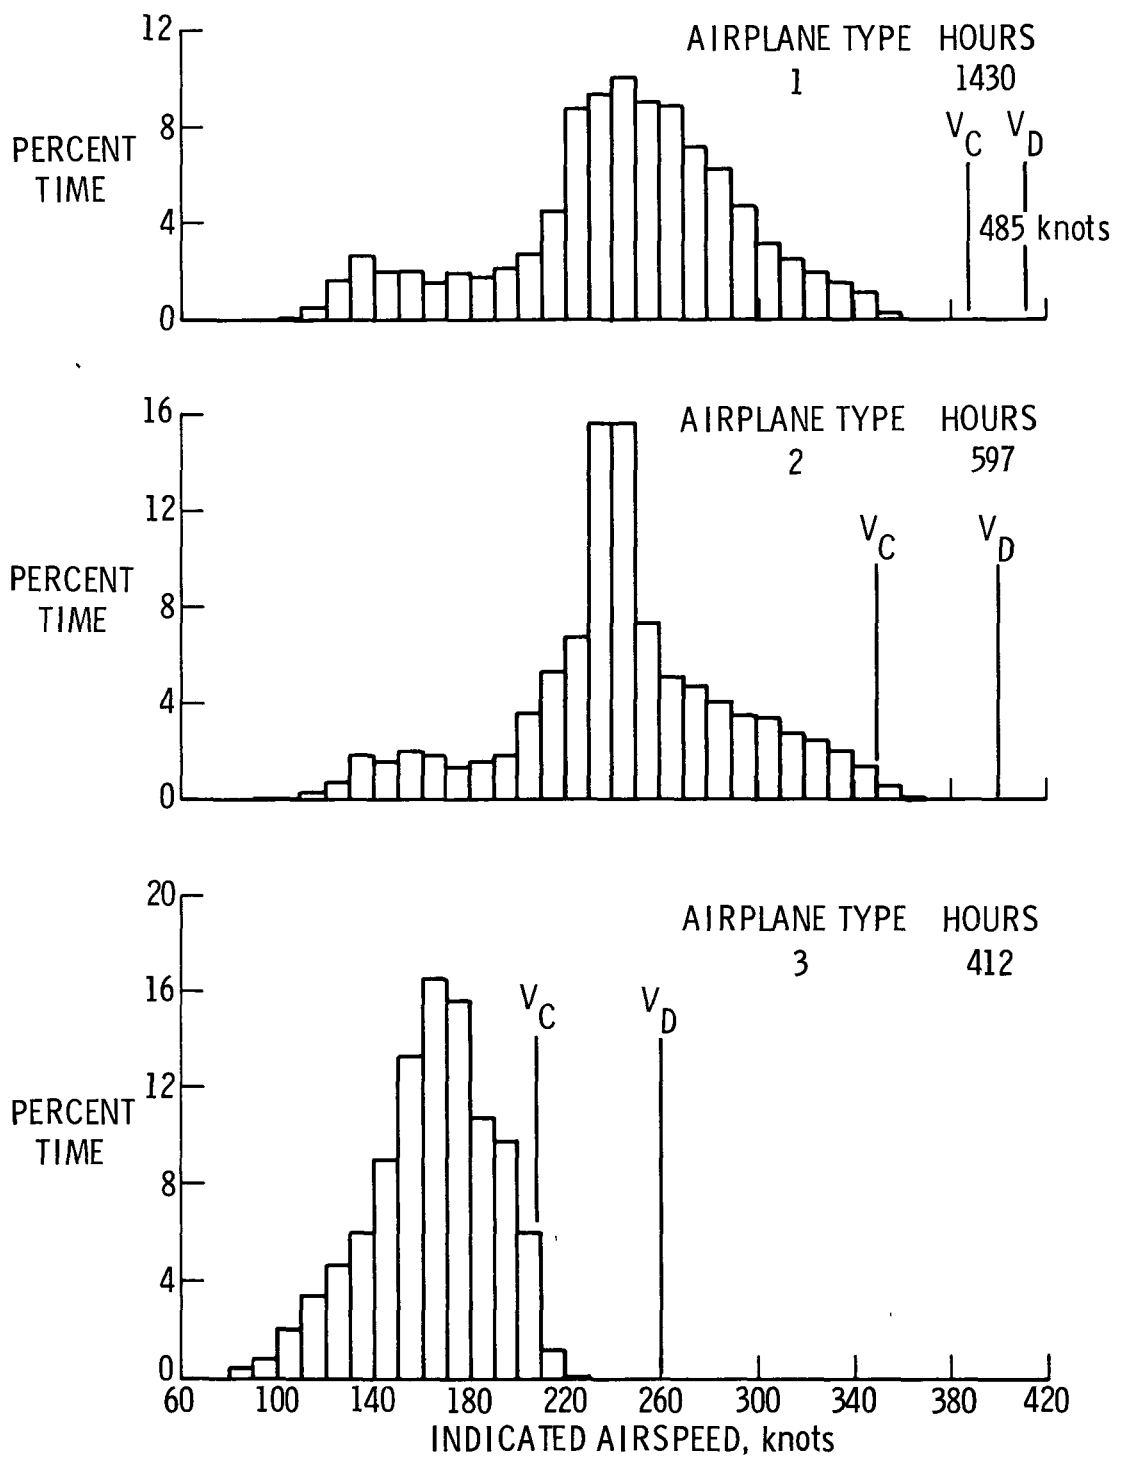 12
AIRPLANE TYPE HOURS
1 1430
8
PERCENT
TIME
V_C V_D
4
485 knots
0
16
AIRPLANE TYPE HOURS
2 597
12
V_C V_D
PERCENT
TIME
8
4
0
20
AIRPLANE TYPE HOURS
3 412
16
V_C V_D
12
PERCENT
TIME
8
4
0
60 100 140 180 220 260 300 340 380 420
INDICATED AIRSPEED, knots